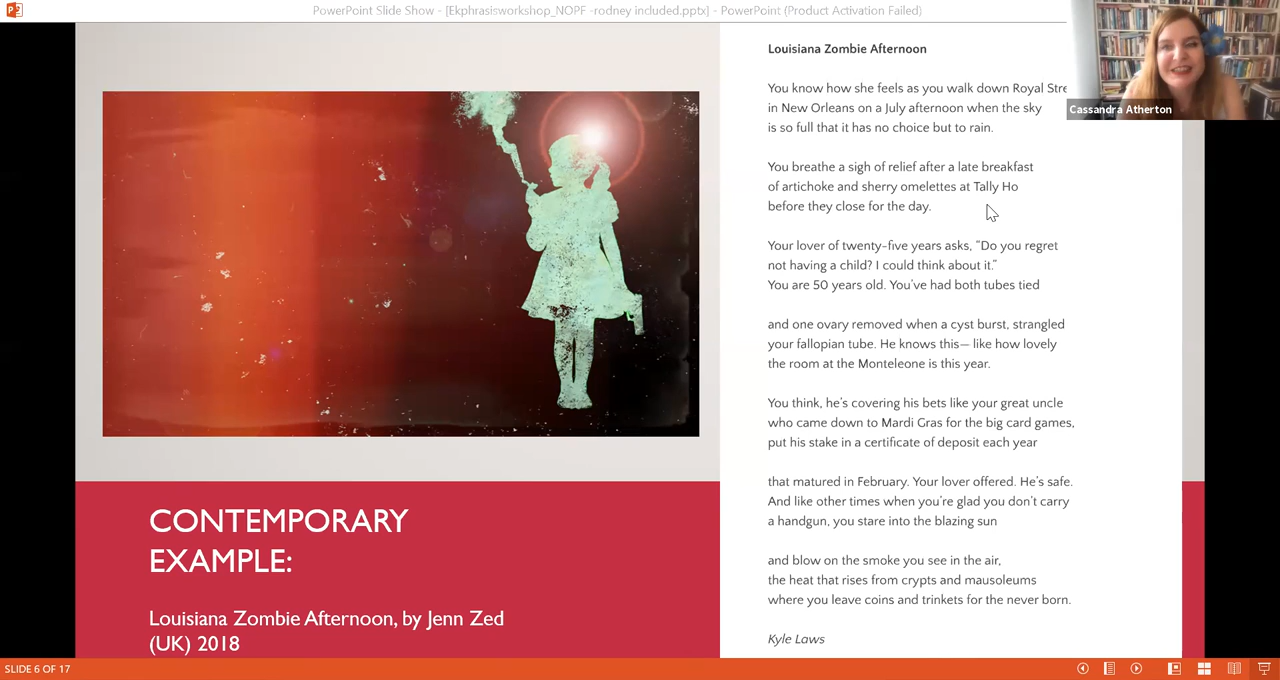 PowerPoint Slide Show - [Ekphrasisworkshop_NOPF -rodney included.pptx] - PowerPoint (Product Activation Failed)
Cassandra Atherton
Louisiana Zombie Afternoon
You know how she feels as you walk down Royal Stre
in New Orleans on a July afternoon when the sky
is so full that it has no choice but to rain.
You breathe a sigh of relief after a late breakfast
of artichoke and sherry omelettes at Tally Ho
before they close for the day.
Your lover of twenty-five years asks, “Do you regret
not having a child? I could think about it.”
You are 50 years old. You’ve had both tubes tied
and one ovary removed when a cyst burst, strangled
your fallopian tube. He knows this— like how lovely
the room at the Monteleone is this year.
You think, he’s covering his bets like your great uncle
who came down to Mardi Gras for the big card games,
put his stake in a certificate of deposit each year
that matured in February. Your lover offered. He’s safe.
And like other times when you’re glad you don’t carry
a handgun, you stare into the blazing sun
and blow on the smoke you see in the air,
the heat that rises from crypts and mausoleums
where you leave coins and trinkets for the never born.
Kyle Laws
CONTEMPORARY
EXAMPLE:
Louisiana Zombie Afternoon, by Jenn Zed
(UK) 2018
SLIDE 6 OF 17